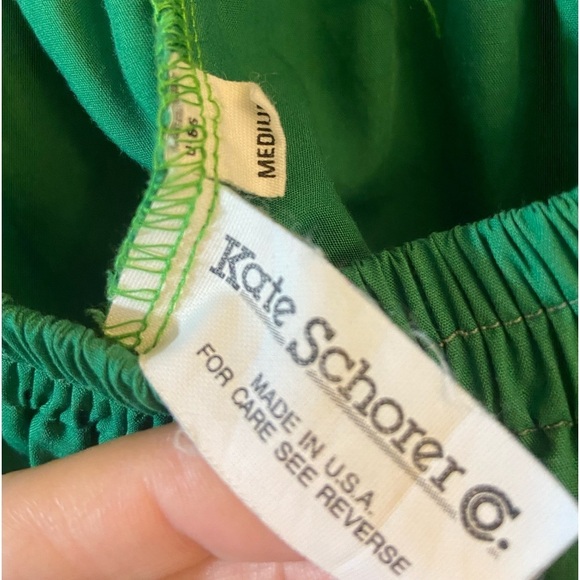 MEDIU
Kate Schorer Co.
MADE IN U.S.A.
FOR CARE SEE REVERSE